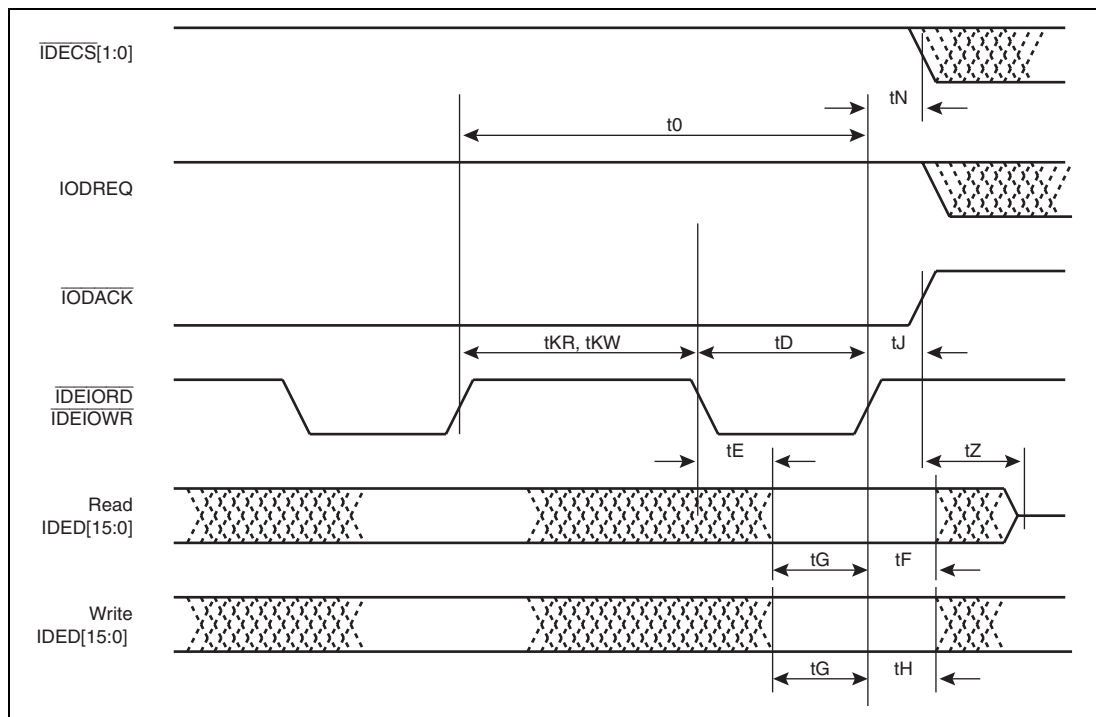 IDECS[1:0]
tN
t0
IODREQ
IODACK
tKR, tKW
tD
tJ
IDEIORD
IDEIOWR
tE
tZ
Read
IDED[15:0]
tG
tF
Write
IDED[15:0]
tG
tH